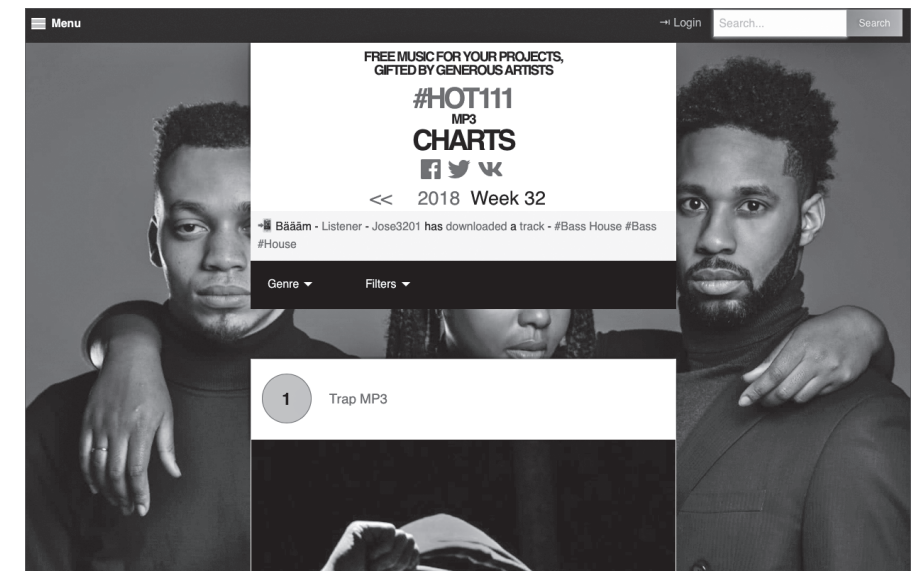 Menu
Login
Search...
Search
FREE MUSIC FOR YOUR PROJECTS,
GIFTED BY GENEROUS ARTISTS
#HOT111
MP3
CHARTS
<< 2018 Week 32
Bäääm - Listener - Jose3201 has downloaded a track - #Bass House #Bass
#House
Genre
Filters
1 Trap MP3